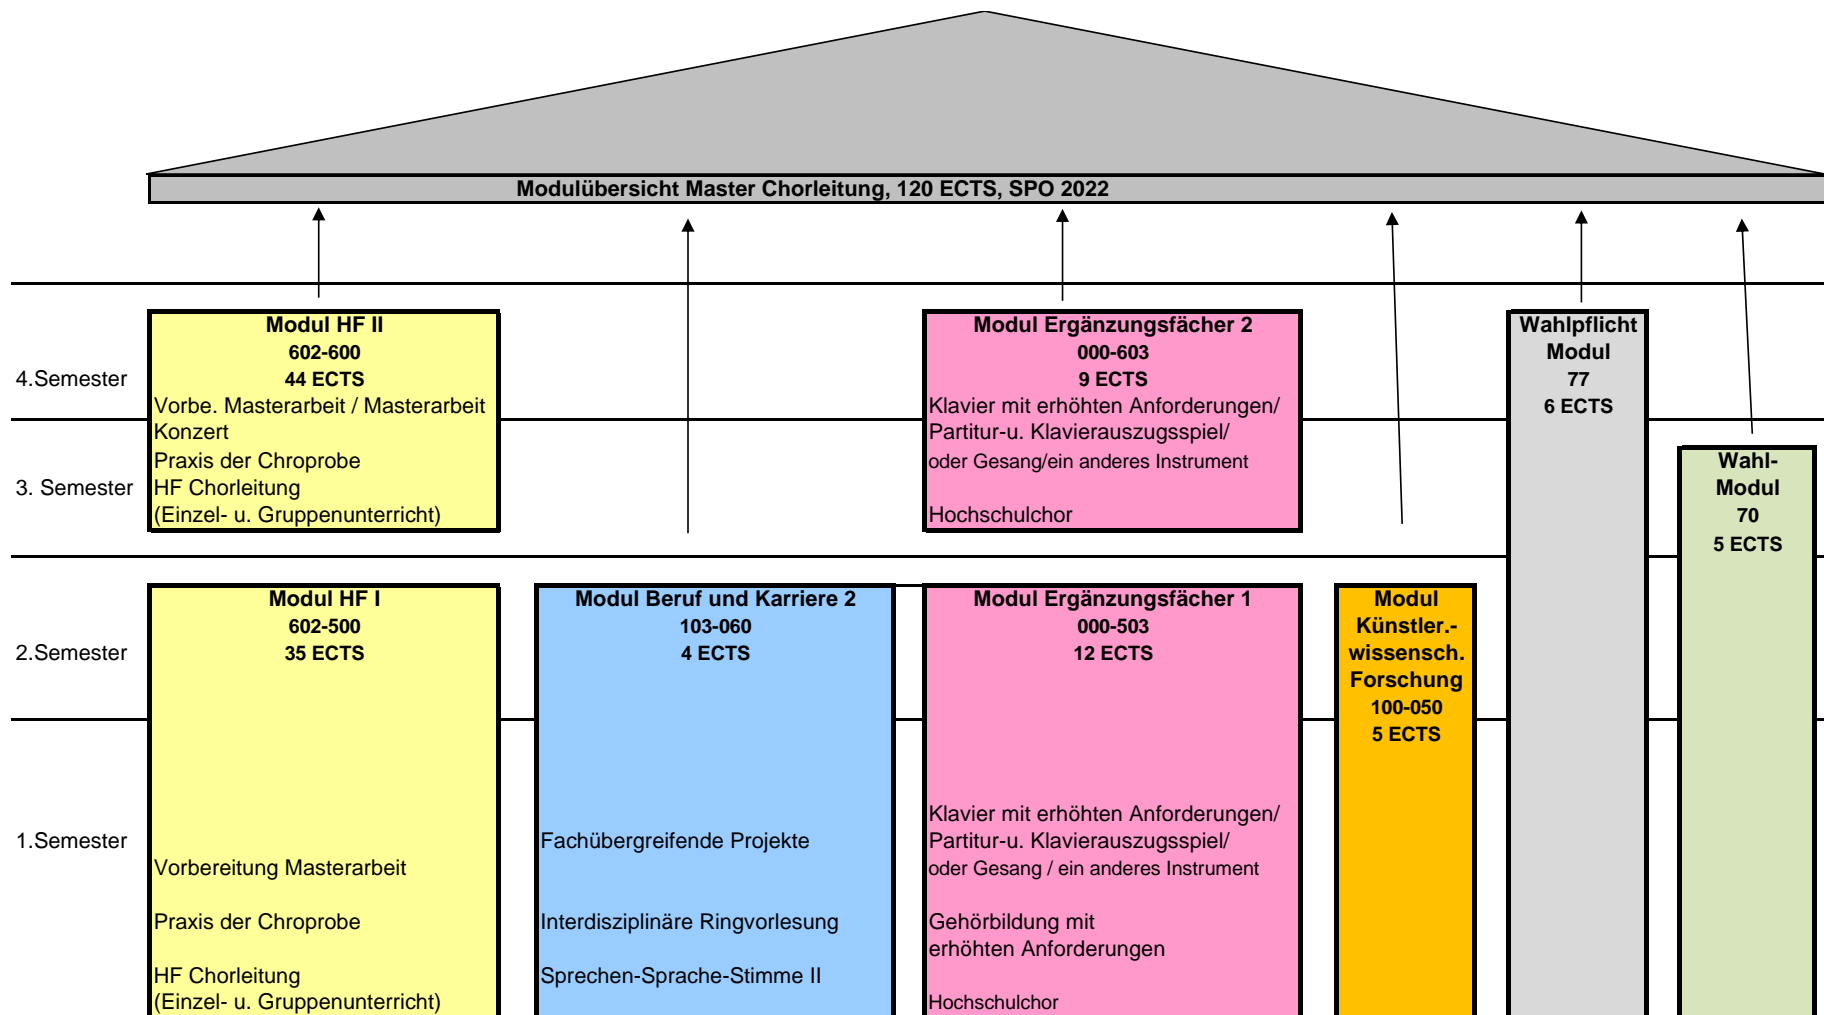 Modulübersicht Master Chorleitung, 120 ECTS, SPO 2022
4.Semester
3. Semester
2.Semester
1.Semester
Modul HF II
602-600
44 ECTS
Vorbe. Masterarbeit / Masterarbeit
Konzert
Praxis der Chroprobe
HF Chorleitung
(Einzel- u. Gruppenunterricht)
Modul Ergänzungsfächer 2
000-603
9 ECTS
Klavier mit erhöhten Anforderungen/
Partitur-u. Klavierauszugsspiel/
oder Gesang/ein anderes Instrument
Hochschulchor
Wahlpflicht
Modul
77
6 ECTS
Wahl-
Modul
70
5 ECTS
Modul HF I
602-500
35 ECTS
Vorbereitung Masterarbeit
Praxis der Chroprobe
HF Chorleitung
(Einzel- u. Gruppenunterricht)
Modul Beruf und Karriere 2
103-060
4 ECTS
Fachübergreifende Projekte
Interdisziplinäre Ringvorlesung
Sprechen-Sprache-Stimme II
Modul Ergänzungsfächer 1
000-503
12 ECTS
Klavier mit erhöhten Anforderungen/
Partitur-u. Klavierauszugsspiel/
oder Gesang / ein anderes Instrument
Gehörbildung mit
erhöhten Anforderungen
Hochschulchor
Modul
Künstler.-
wissensch.
Forschung
100-050
5 ECTS